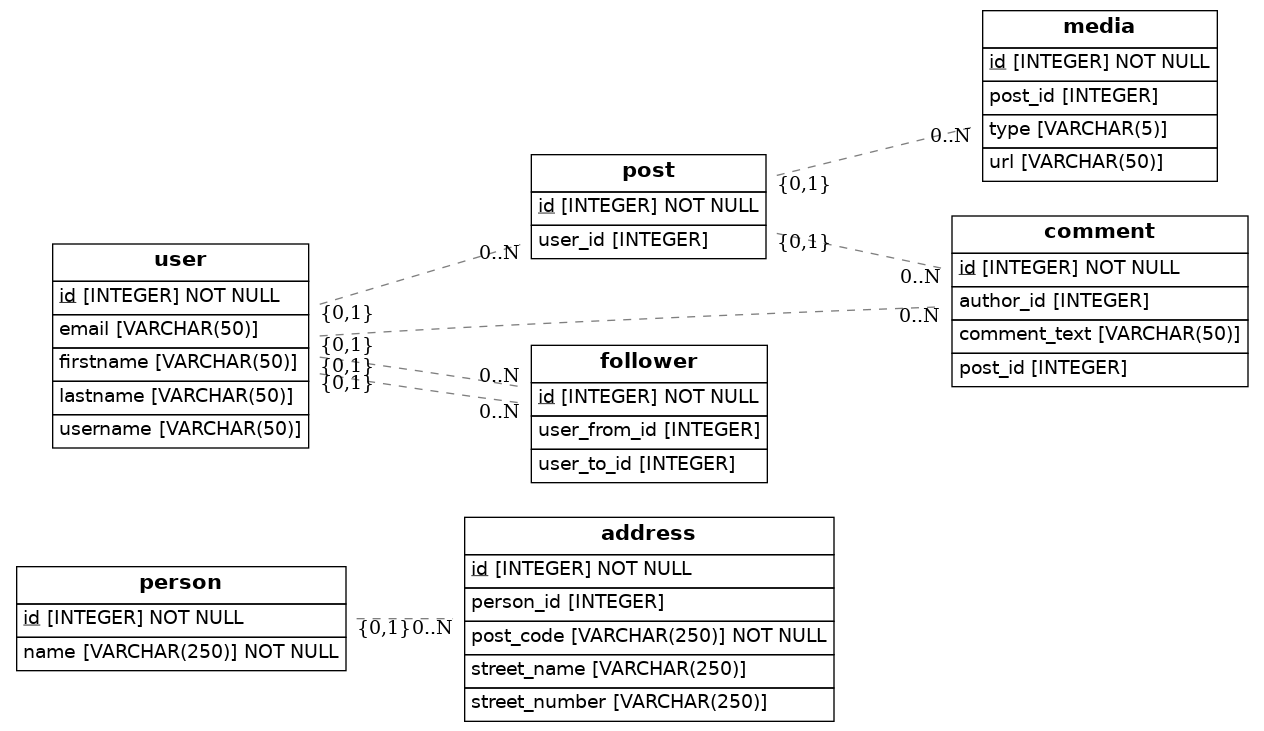 media
id [INTEGER] NOT NULL
post_id [INTEGER]
type [VARCHAR(5)]
url [VARCHAR(50)]
0..N
{0,1}
post
id [INTEGER] NOT NULL
user_id [INTEGER]
{0,1}
0..N
comment
id [INTEGER] NOT NULL
author_id [INTEGER]
comment_text [VARCHAR(50)]
post_id [INTEGER]
0..N
0..N
{0,1}
user
id [INTEGER] NOT NULL
email [VARCHAR(50)]
firstname [VARCHAR(50)]
lastname [VARCHAR(50)]
username [VARCHAR(50)]
{0,1}
{0,1}
{0,1}
0..N
0..N
follower
id [INTEGER] NOT NULL
user_from_id [INTEGER]
user_to_id [INTEGER]
person
id [INTEGER] NOT NULL
name [VARCHAR(250)] NOT NULL
{0,1}0..N
address
id [INTEGER] NOT NULL
person_id [INTEGER]
post_code [VARCHAR(250)] NOT NULL
street_name [VARCHAR(250)]
street_number [VARCHAR(250)]